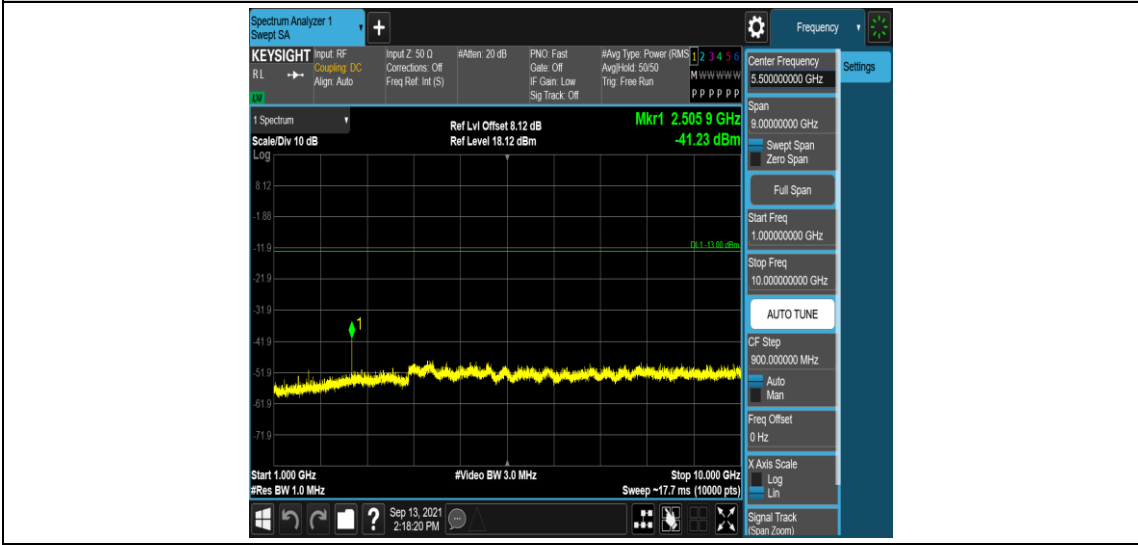 Spectrum Analyzer 1
Swept SA
+
Frequency
KEYSIGHT
RL
LM
Input: RF
Coupling: DC
Align: Auto
Input Z: 50 Ω
Corrections: Off
Freq Ref: Int (S)
#Atten: 20 dB
PNO: Fast
Gate: Off
IF Gain: Low
Sig Track: Off
#Avg Type: Power (RMS
Avg|Hold: 50/50
Trig: Free Run
1 2 3 4 5 6
M W W W W W
P P P P P P
1 Spectrum
Scale/Div 10 dB
Log
Ref Lvl Offset 8.12 dB
Ref Level 18.12 dBm
Mkr1 2.505 9 GHz
-41.23 dBm
8.12
-1.88
-11.9
DL1 -13.00 dBm
-21.9
-31.9
1
-41.9
-51.9
-61.9
-71.9
Start 1.000 GHz
#Res BW 1.0 MHz
#Video BW 3.0 MHz
Stop 10.000 GHz
Sweep ~17.7 ms (10000 pts)
?
Sep 13, 2021
2:18:20 PM
Center Frequency
5.500000000 GHz
Settings
Span
9.00000000 GHz
Swept Span
Zero Span
Full Span
Start Freq
1.000000000 GHz
Stop Freq
10.000000000 GHz
AUTO TUNE
CF Step
900.000000 MHz
Auto
Man
Freq Offset
0 Hz
X Axis Scale
Log
Lin
Signal Track
(Span Zoom)